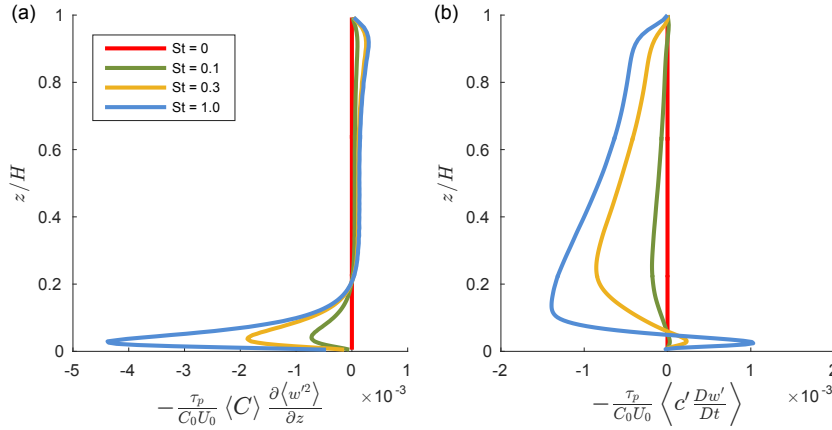 (a)
St = 0
St = 0.1
St = 0.3
St = 1.0
z/H
1
0.8
0.6
0.4
0.2
0
-5 -4 -3 -2 -1 0 1
×10⁻³
−τₚ/(C₀U₀) ⟨C⟩ ∂⟨w′²⟩/∂z
(b)
z/H
1
0.8
0.6
0.4
0.2
0
-2 -1 0 1 2
×10⁻³
−τₚ/(C₀U₀) ⟨c′ Dw′/Dt⟩